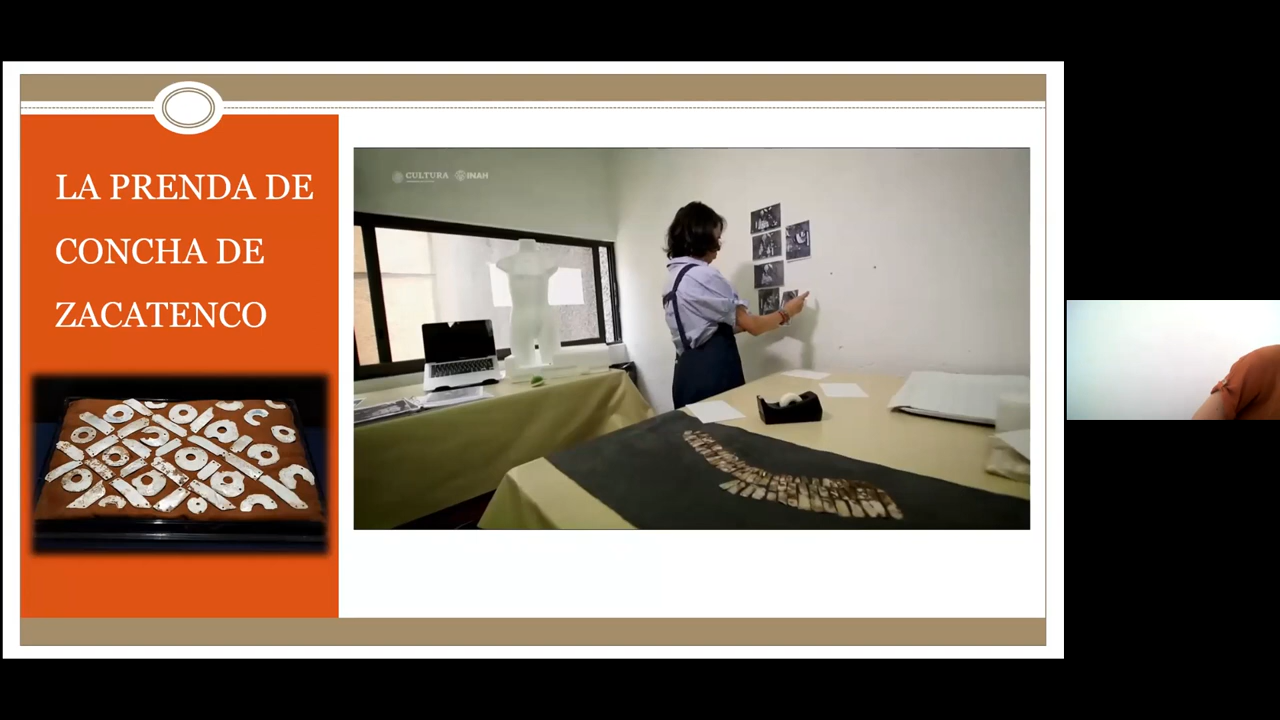 LA PRENDA DE
CONCHA DE
ZACATENCO
CULTURA INAH